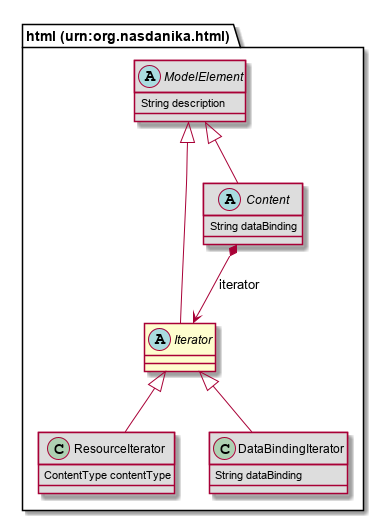 html (urn:org.nasdanika.html)
A ModelElement
String description
A Content
String dataBinding
iterator
A Iterator
C ResourceIterator
ContentType contentType
C DataBindingIterator
String dataBinding